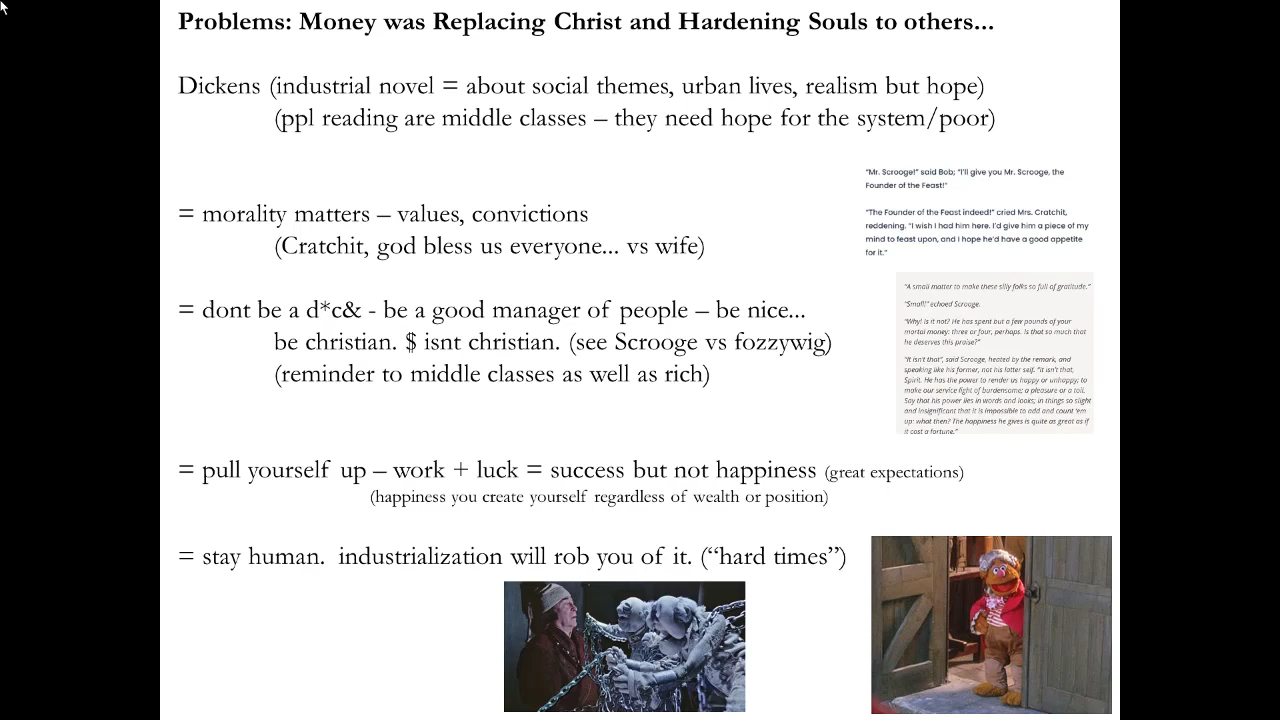 Problems: Money was Replacing Christ and Hardening Souls to others...
Dickens (industrial novel = about social themes, urban lives, realism but hope)
(ppl reading are middle classes – they need hope for the system/poor)
“Mr. Scrooge!” said Bob; “I’ll give you Mr. Scrooge, the
Founder of the Feast!”
“The Founder of the Feast indeed!” cried Mrs. Cratchit,
reddening. “I wish I had him here. I’d give him a piece of my
mind to feast upon, and I hope he’d have a good appetite
for it.”
= morality matters – values, convictions
(Cratchit, god bless us everyone... vs wife)
“A small matter to make these silly folks so full of gratitude.”
“Small!” echoed Scrooge.
“Why! Is it not? He has spent but a few pounds of your
mortal money: three or four, perhaps. Is that so much that
he deserves this praise?”
“It isn’t that”, said Scrooge, heated by the remark, and
speaking like his former, not his latter self. “It isn’t that,
Spirit. He has the power to render us happy or unhappy; to
make our service light of burdensome; a pleasure or a toil.
Say that his power lies in words and looks; in things so slight
and insignificant that it is impossible to add and count ‘em
up: what then? The happiness he gives is quite as great as if
it cost a fortune.”
= dont be a d*c& - be a good manager of people – be nice...
be christian. $ isnt christian. (see Scrooge vs fozzywig)
(reminder to middle classes as well as rich)
= pull yourself up – work + luck = success but not happiness (great expectations)
(happiness you create yourself regardless of wealth or position)
= stay human. industrialization will rob you of it. (“hard times”)